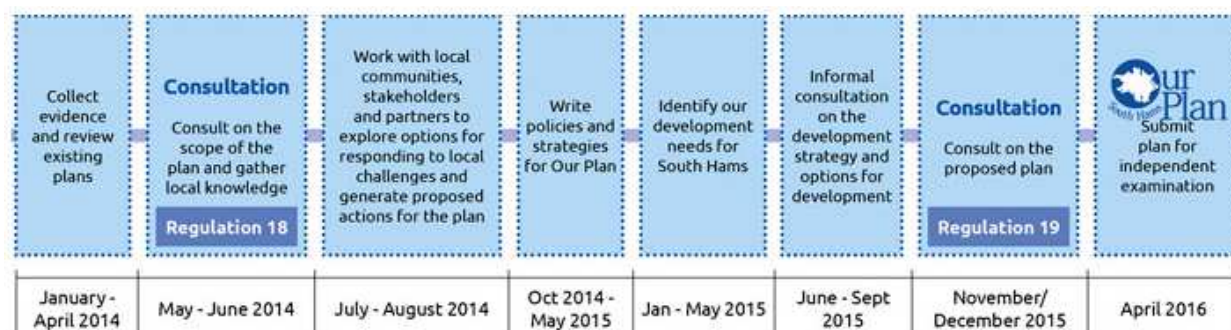 Collect
evidence
and review
existing
plans
Consultation
Consult on the
scope of the
plan and gather
local knowledge
Regulation 18
Work with local
communities,
stakeholders
and partners to
explore options for
responding to local
challenges and
generate proposed
actions for the plan
Write
policies and
strategies
for Our Plan
Identify our
development
needs for
South Hams
Informal
consultation
on the
development
strategy and
options for
development
Consultation
Consult on the
proposed plan
Regulation 19
Our
Plan
South Hams
Submit
plan for
independent
examination
January -
April 2014
May - June 2014
July - August 2014
Oct 2014 -
May 2015
Jan - May 2015
June - Sept
2015
November/
December 2015
April 2016